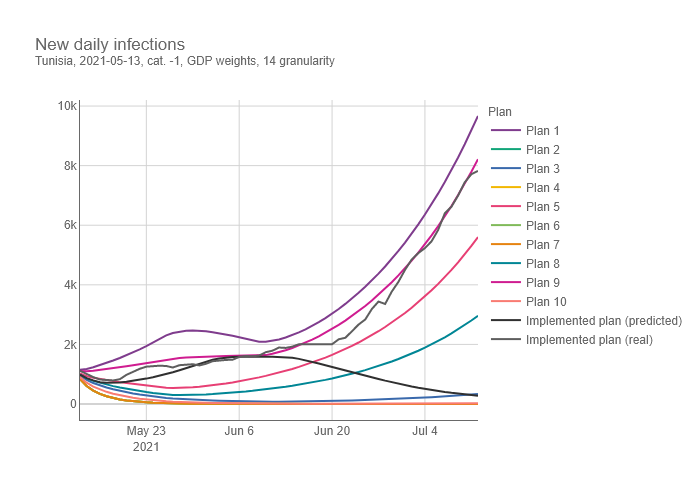 New daily infections
Tunisia, 2021-05-13, cat. -1, GDP weights, 14 granularity
10k
8k
6k
4k
2k
0
May 23
2021
Jun 6
Jun 20
Jul 4
Plan
Plan 1
Plan 2
Plan 3
Plan 4
Plan 5
Plan 6
Plan 7
Plan 8
Plan 9
Plan 10
Implemented plan (predicted)
Implemented plan (real)